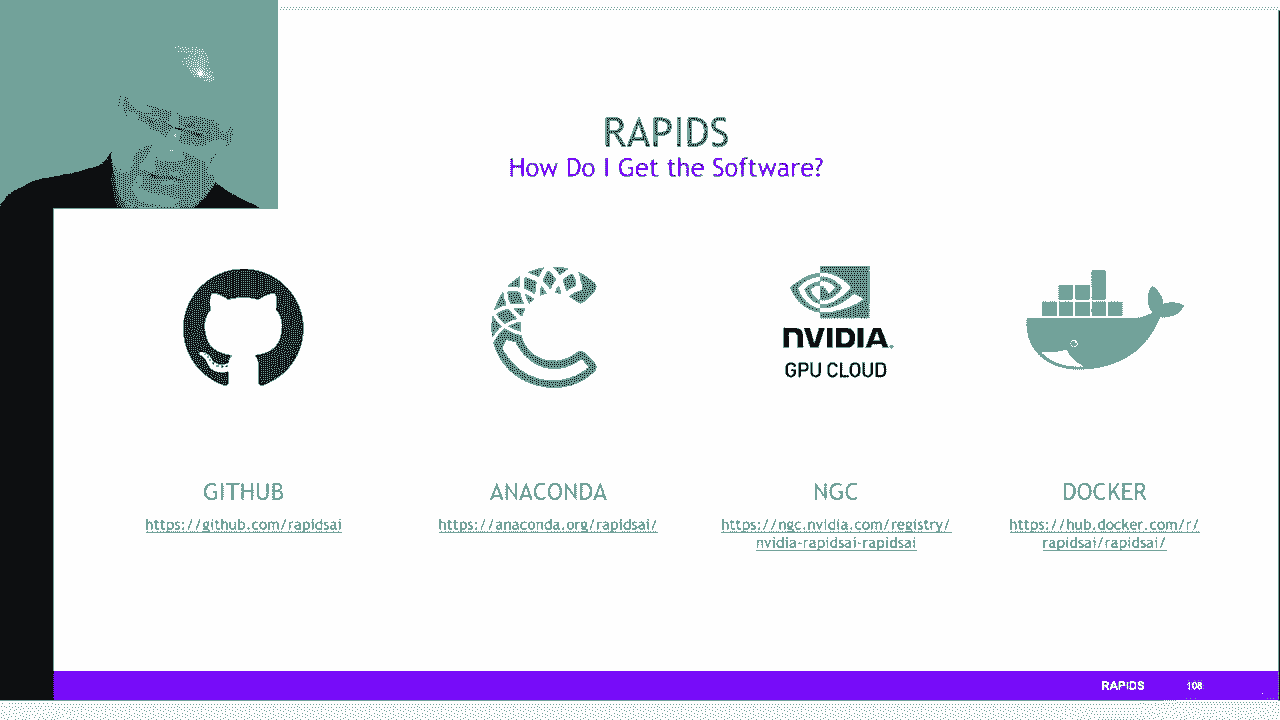 RAPIDS
How Do I Get the Software?
NVIDIA.
GPU CLOUD
GITHUB
https://github.com/rapidsai
ANACONDA
https://anaconda.org/rapidsai/
NGC
https://ngc.nvidia.com/registry/
nvidia-rapidsai-rapidsai
DOCKER
https://hub.docker.com/r/
rapidsai/rapidsai/
RAPIDS 108